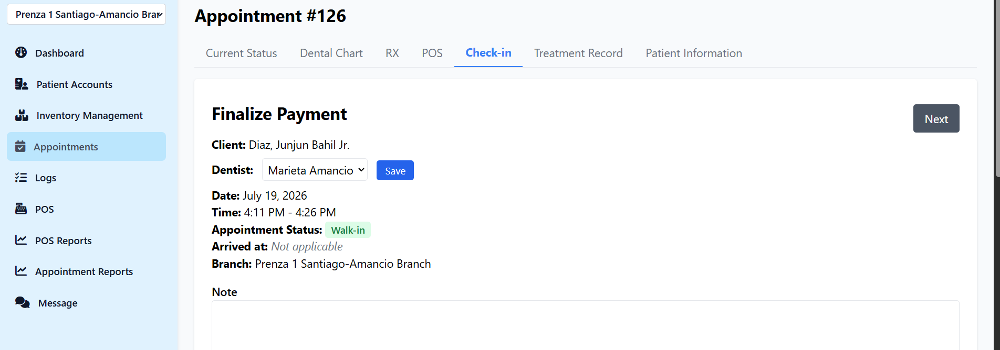 Prenza 1 Santiago-Amancio Bran
Dashboard
Patient Accounts
Inventory Management
Appointments
Logs
POS
POS Reports
Appointment Reports
Message
Appointment #126
Current Status Dental Chart RX POS Check-in Treatment Record Patient Information
Finalize Payment
Next
Client: Diaz, Junjun Bahil Jr.
Dentist: Marieta Amancio Save
Date: July 19, 2026
Time: 4:11 PM - 4:26 PM
Appointment Status: Walk-in
Arrived at: Not applicable
Branch: Prenza 1 Santiago-Amancio Branch
Note